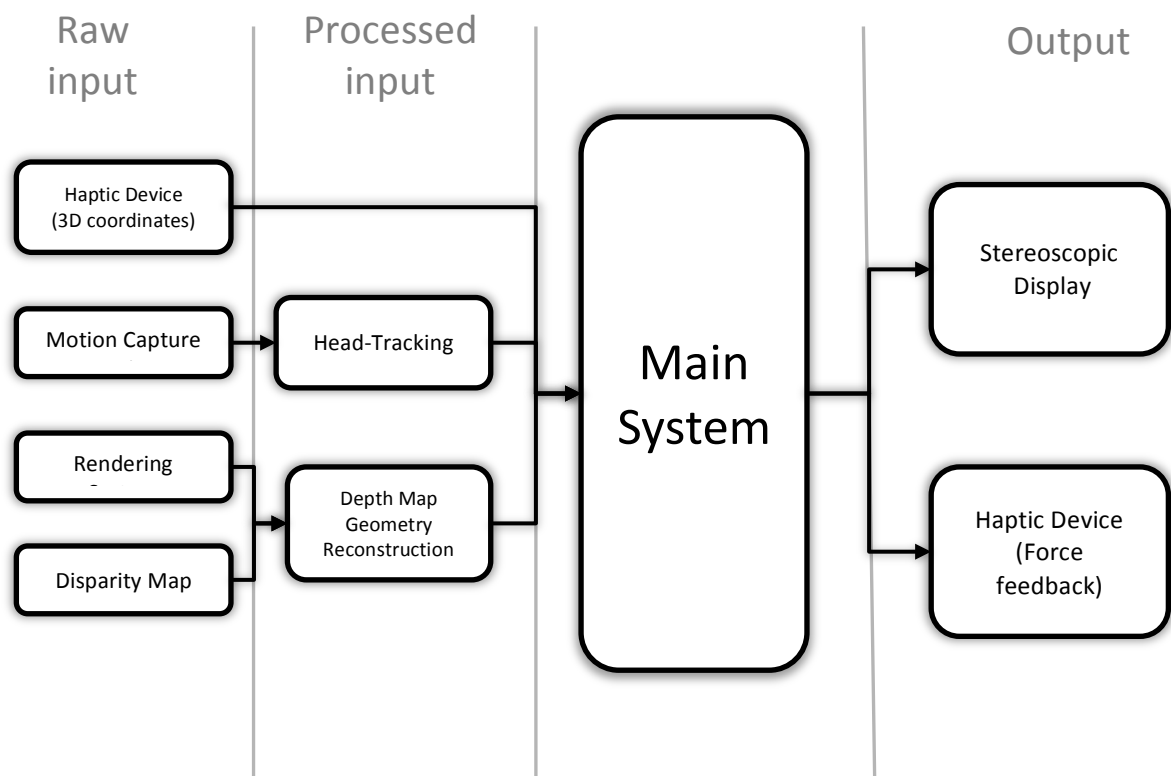 Raw
input
Processed
input
Output
Haptic Device
(3D coordinates)
Motion Capture
Rendering
Disparity Map
Head-Tracking
Depth Map
Geometry
Reconstruction
Main
System
Stereoscopic
Display
Haptic Device
(Force
feedback)